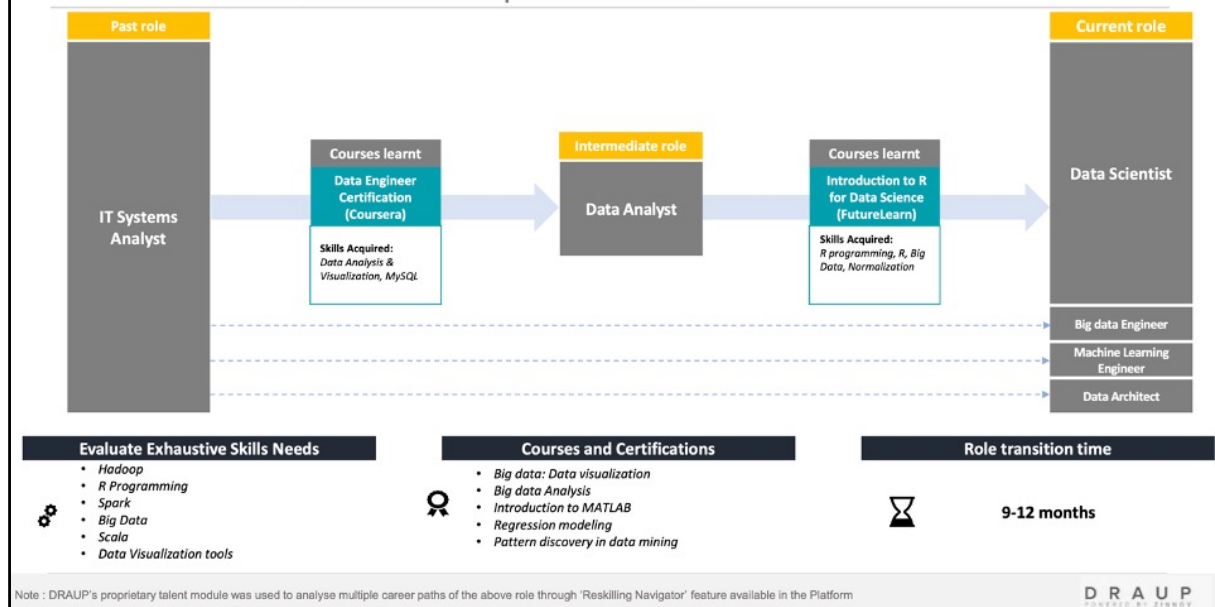 Past role
Current role
IT Systems
Analyst
Courses learnt
Data Engineer
Certification
(Coursera)
Skills Acquired:
Data Analysis &
Visualization, MySQL
Intermediate role
Data Analyst
Courses learnt
Introduction to R
for Data Science
(FutureLearn)
Skills Acquired:
R programming, R, Big
Data, Normalization
Data Scientist
Big data Engineer
Machine Learning
Engineer
Data Architect
Evaluate Exhaustive Skills Needs
• Hadoop
• R Programming
• Spark
• Big Data
• Scala
• Data Visualization tools
Courses and Certifications
• Big data: Data visualization
• Big data Analysis
• Introduction to MATLAB
• Regression modeling
• Pattern discovery in data mining
Role transition time
9-12 months
Note : DRAUP's proprietary talent module was used to analyse multiple career paths of the above role through 'Reskilling Navigator' feature available in the Platform
DRAUP
POWERED BY ZINNOV